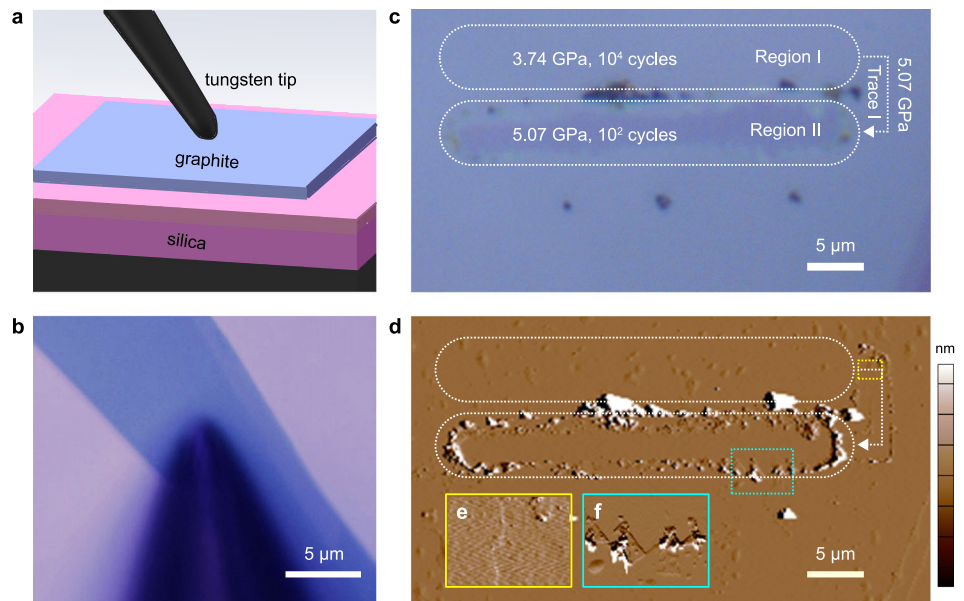 a
tungsten tip
graphite
silica
b
5 μm
c
3.74 GPa, 10⁴ cycles
Region I
5.07 GPa, 10² cycles
Region II
Trace I
5.07 GPa
5 μm
d
nm
e
f
5 μm